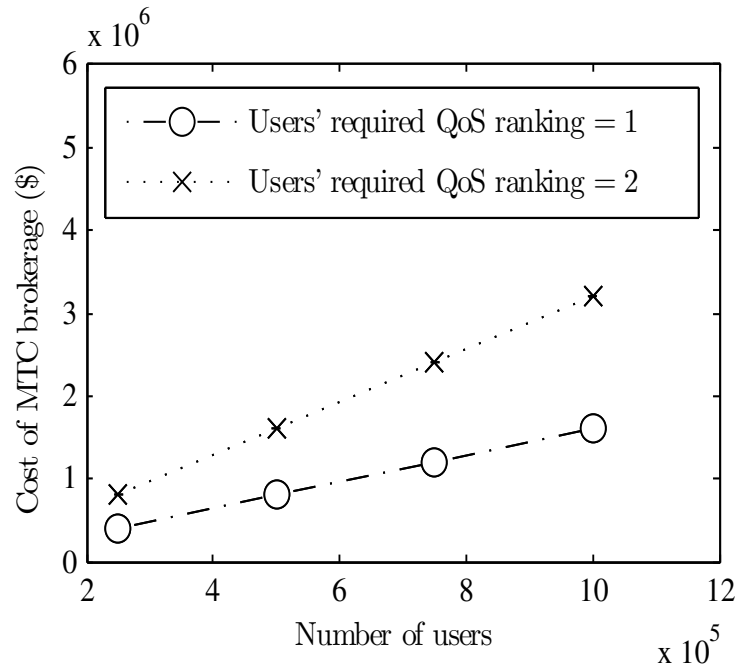 x 10^6
6
5
4
3
2
1
0
Cost of MTC brokerage ($)
Users' required QoS ranking = 1
Users' required QoS ranking = 2
2 4 6 8 10 12
Number of users
x 10^5